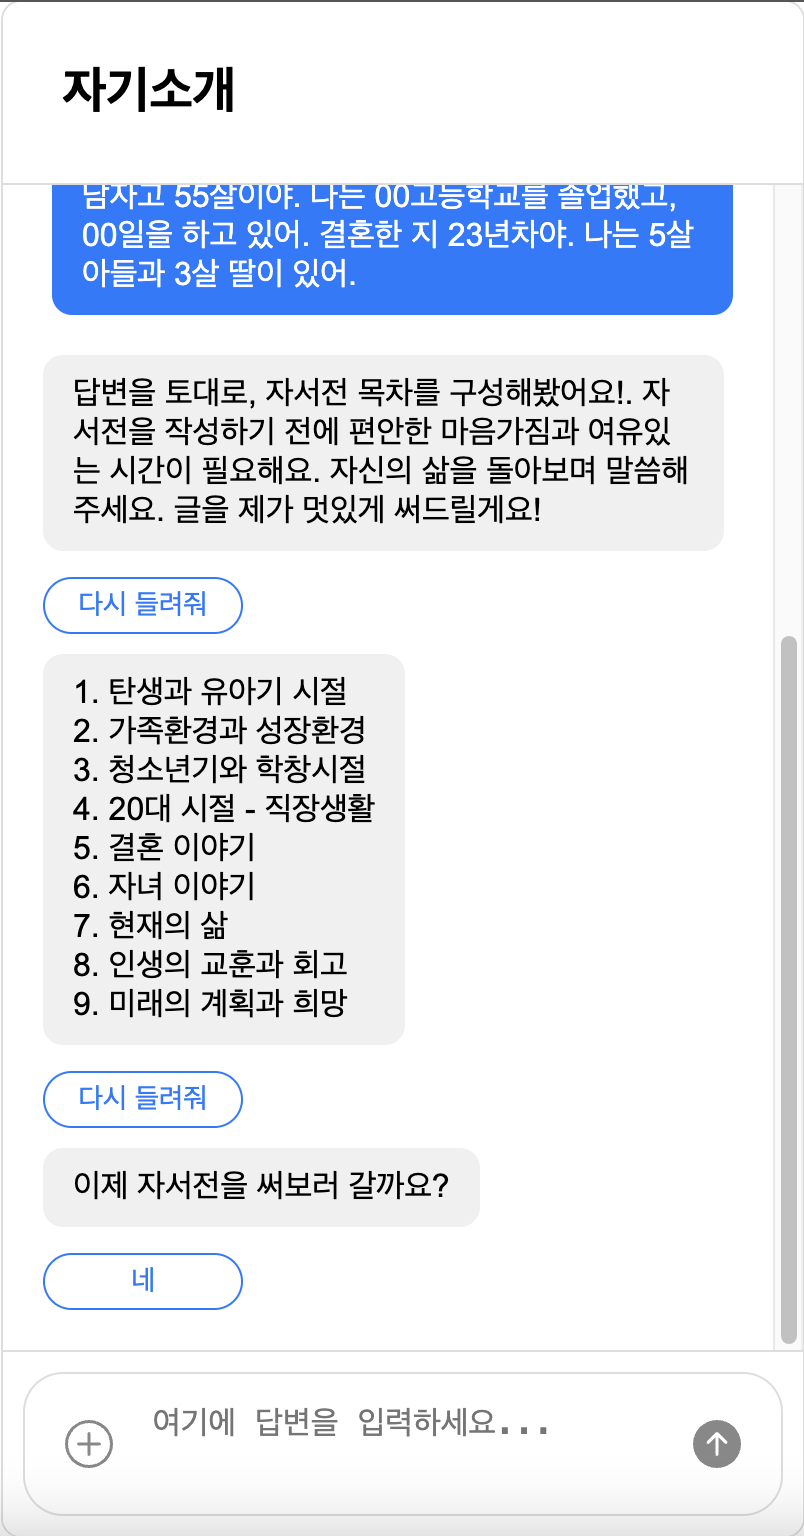 자기소개
남자고 55살이야. 나는 00고등학교를 졸업했고,
00일을 하고 있어. 결혼한 지 23년차야. 나는 5살
아들과 3살 딸이 있어.
답변을 토대로, 자서전 목차를 구성해봤어요!. 자
서전을 작성하기 전에 편안한 마음가짐과 여유있
는 시간이 필요해요. 자신의 삶을 돌아보며 말씀해
주세요. 글을 제가 멋있게 써드릴게요!
다시 들려줘
1. 탄생과 유아기 시절
2. 가족환경과 성장환경
3. 청소년기와 학창시절
4. 20대 시절 - 직장생활
5. 결혼 이야기
6. 자녀 이야기
7. 현재의 삶
8. 인생의 교훈과 회고
9. 미래의 계획과 희망
다시 들려줘
이제 자서전을 써보러 갈까요?
네
여기에 답변을 입력하세요...